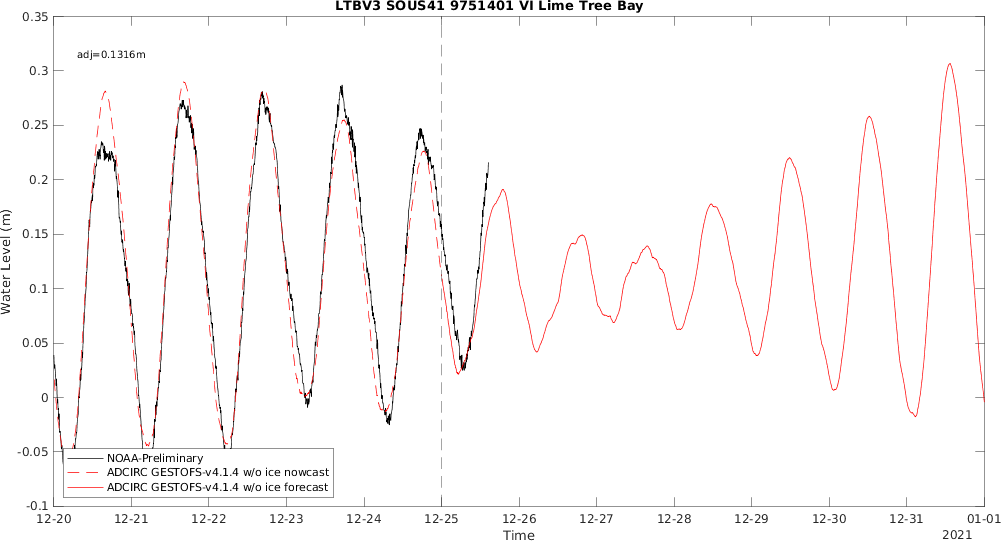 LTBV3 SOUS41 9751401 VI Lime Tree Bay
adj=0.1316m
0.35
0.3
0.25
0.2
0.15
0.1
0.05
0
-0.05
-0.1
Water Level (m)
NOAA-Preliminary
ADCIRC GESTOFS-v4.1.4 w/o ice nowcast
ADCIRC GESTOFS-v4.1.4 w/o ice forecast
12-20 12-21 12-22 12-23 12-24 12-25 12-26 12-27 12-28 12-29 12-30 12-31 01-01
Time
2021